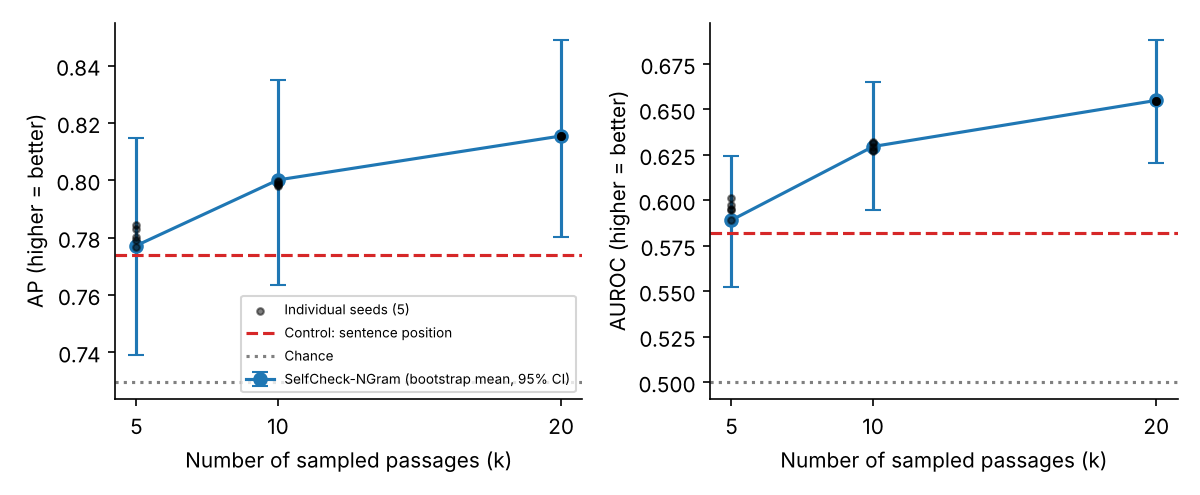 AP (higher = better)
0.84
0.82
0.80
0.78
0.76
0.74
5
10
20
Number of sampled passages (k)
Individual seeds (5)
Control: sentence position
Chance
SelfCheck-NGram (bootstrap mean, 95% CI)
AUROC (higher = better)
0.675
0.650
0.625
0.600
0.575
0.550
0.525
0.500
5
10
20
Number of sampled passages (k)